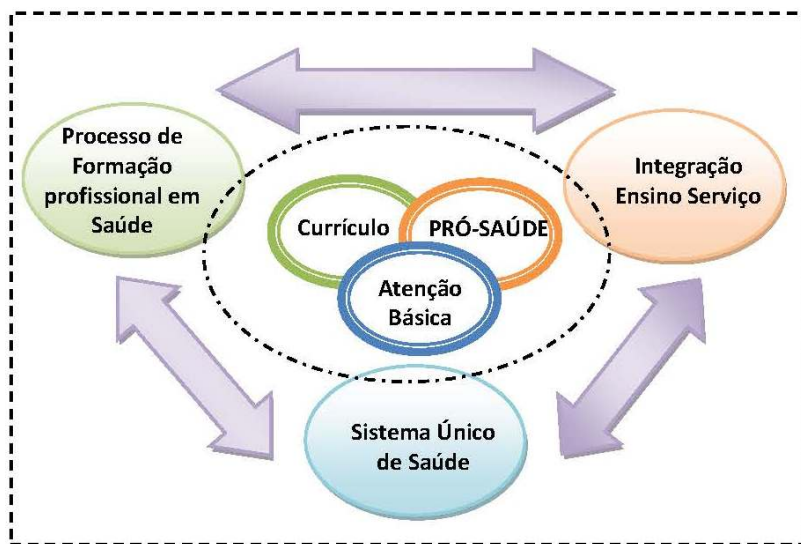 Processo de
Formação
profissional em
Saúde
Integração
Ensino Serviço
Currículo
PRÓ-SAÚDE
Atenção
Básica
Sistema Único
de Saúde